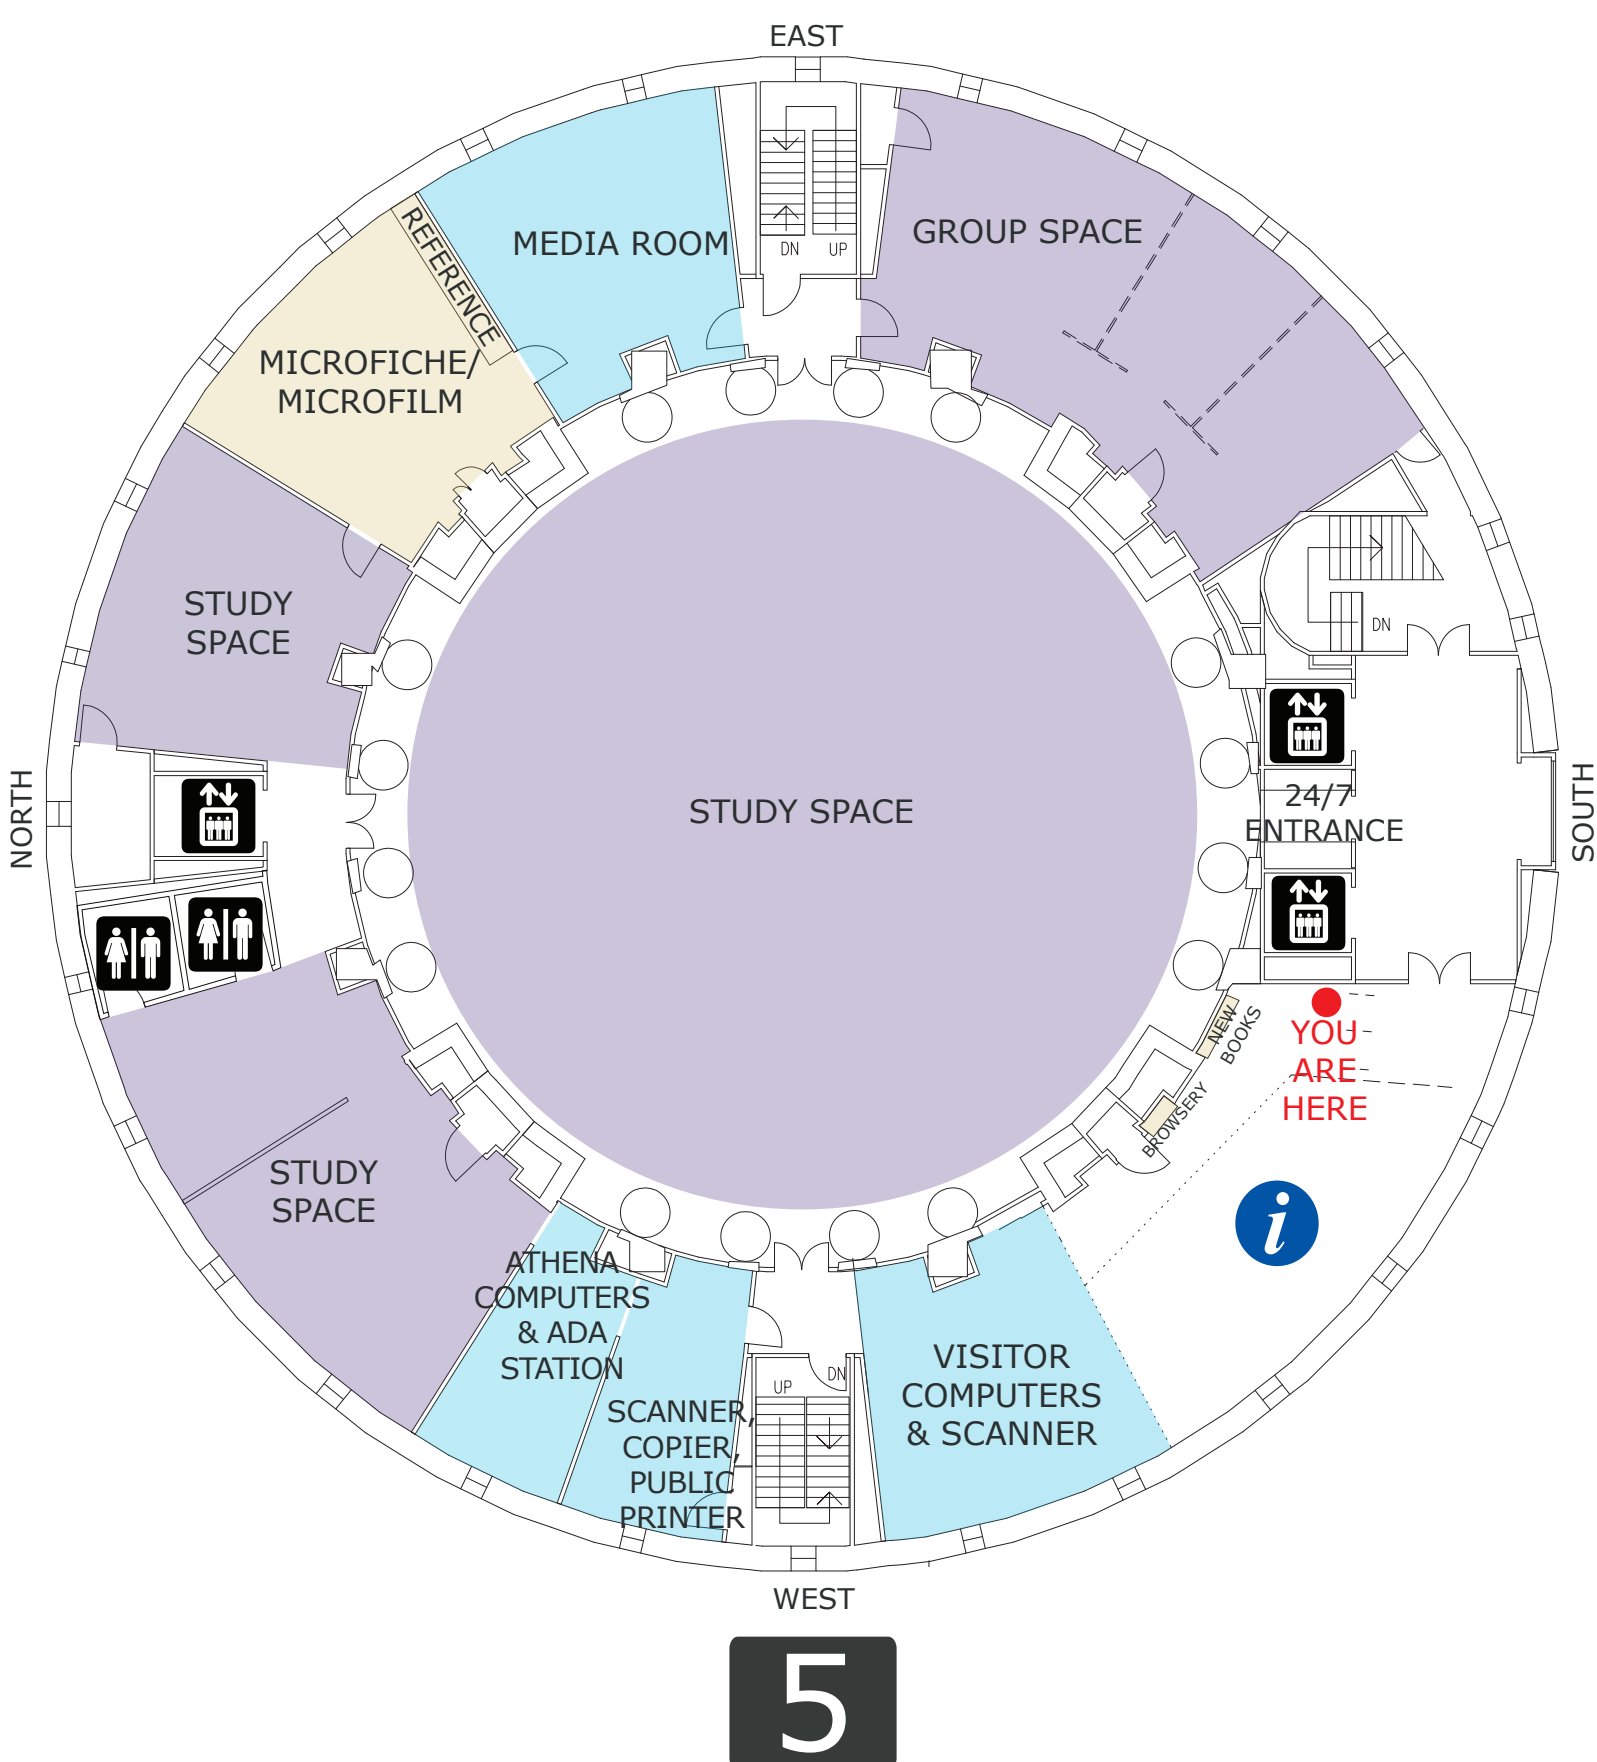 EAST
REFERENCE
MEDIA ROOM
DN
UP
GROUP SPACE
MICROFICHE/
MICROFILM
STUDY
SPACE
DN
NORTH
STUDY SPACE
24/7
ENTRANCE
SOUTH
NEW
BOOKS
YOU
ARE
HERE
BROWSERY
i
STUDY
SPACE
ATHENA
COMPUTERS
& ADA
STATION
SCANNER,
COPIER,
PUBLIC
PRINTER
UP
DN
VISITOR
COMPUTERS
& SCANNER
WEST
5